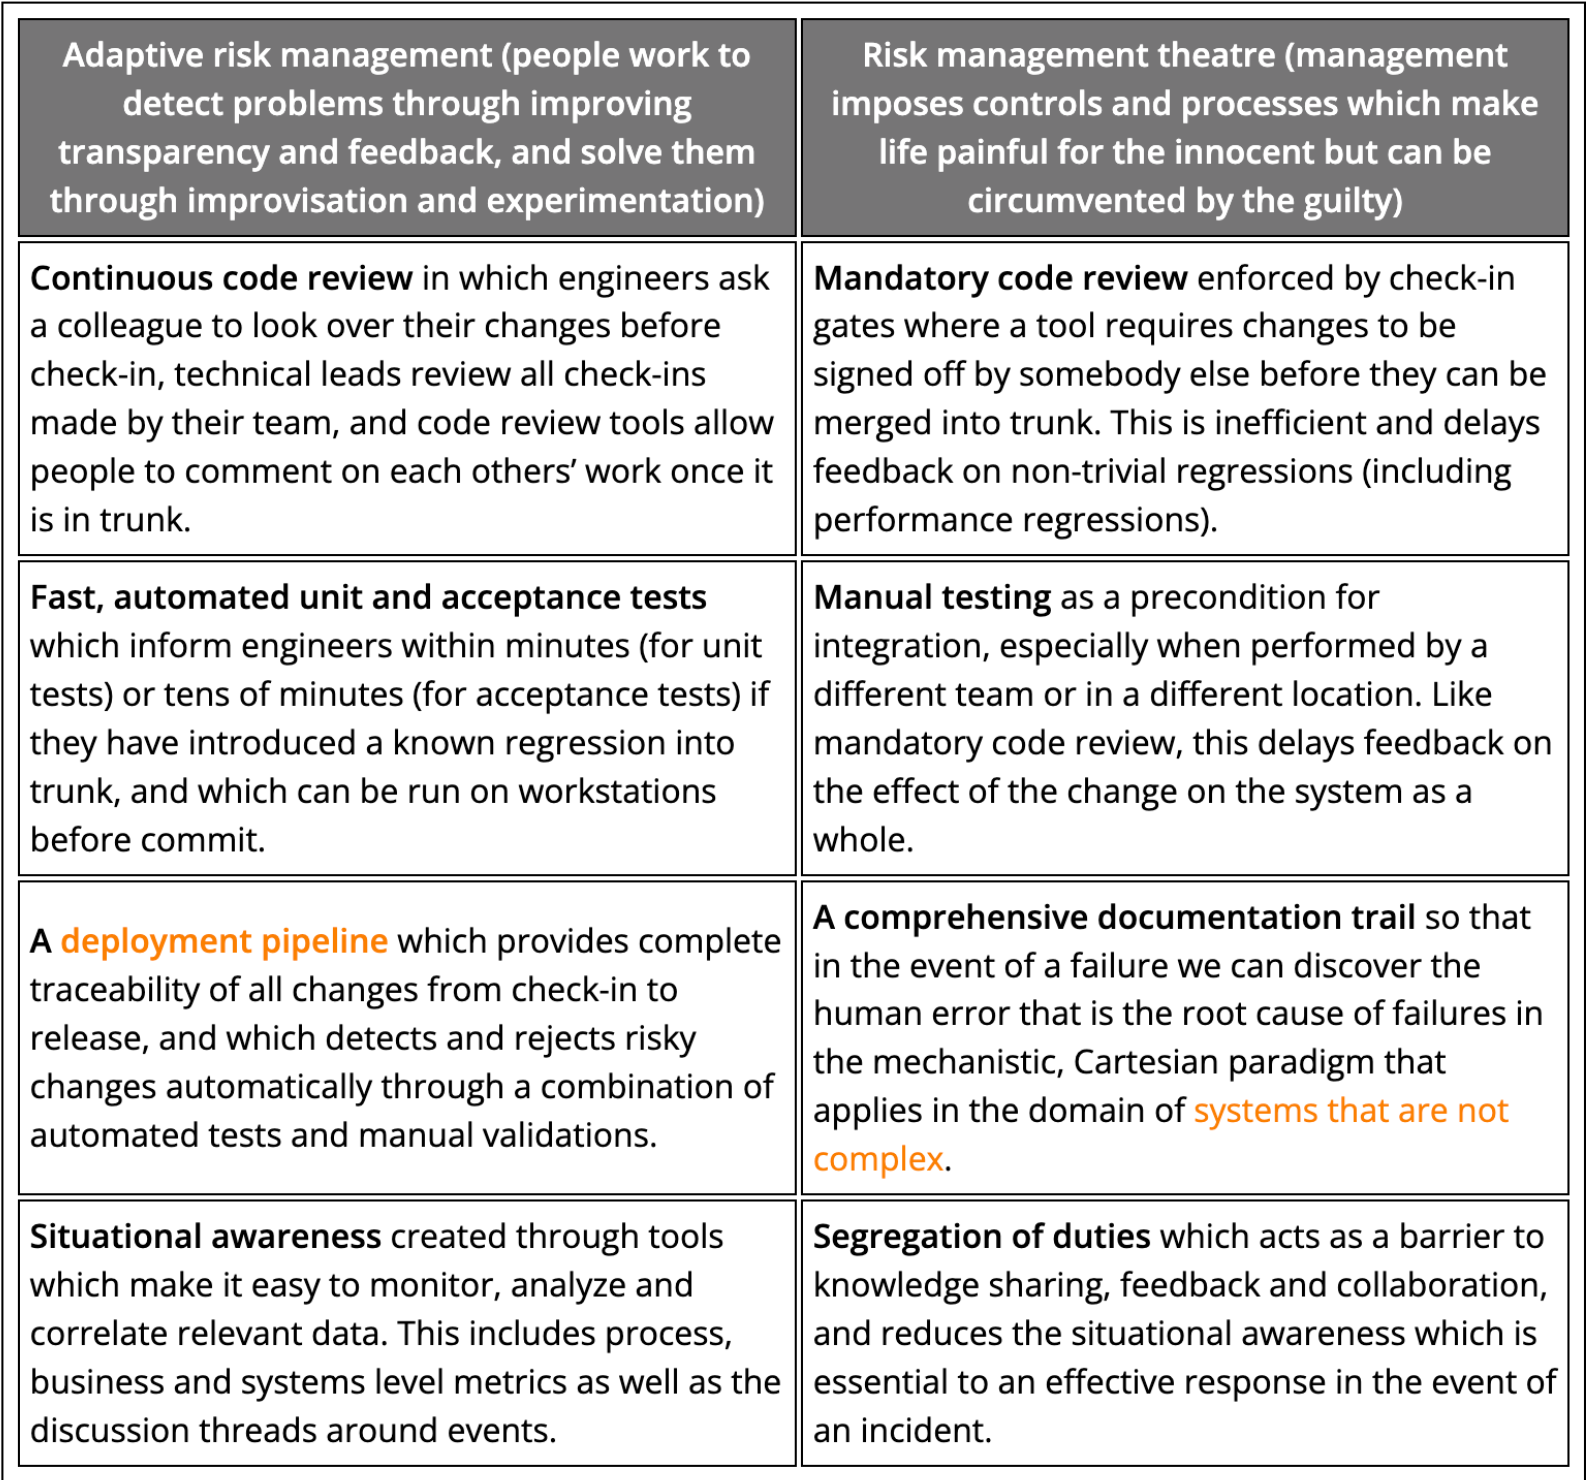 Adaptive risk management (people work to
detect problems through improving
transparency and feedback, and solve them
through improvisation and experimentation)
Risk management theatre (management
imposes controls and processes which make
life painful for the innocent but can be
circumvented by the guilty)
Continuous code review in which engineers ask
a colleague to look over their changes before
check-in, technical leads review all check-ins
made by their team, and code review tools allow
people to comment on each others’ work once it
is in trunk.
Mandatory code review enforced by check-in
gates where a tool requires changes to be
signed off by somebody else before they can be
merged into trunk. This is inefficient and delays
feedback on non-trivial regressions (including
performance regressions).
Fast, automated unit and acceptance tests
which inform engineers within minutes (for unit
tests) or tens of minutes (for acceptance tests) if
they have introduced a known regression into
trunk, and which can be run on workstations
before commit.
Manual testing as a precondition for
integration, especially when performed by a
different team or in a different location. Like
mandatory code review, this delays feedback on
the effect of the change on the system as a
whole.
A deployment pipeline which provides complete
traceability of all changes from check-in to
release, and which detects and rejects risky
changes automatically through a combination of
automated tests and manual validations.
A comprehensive documentation trail so that
in the event of a failure we can discover the
human error that is the root cause of failures in
the mechanistic, Cartesian paradigm that
applies in the domain of systems that are not
complex.
Situational awareness created through tools
which make it easy to monitor, analyze and
correlate relevant data. This includes process,
business and systems level metrics as well as the
discussion threads around events.
Segregation of duties which acts as a barrier to
knowledge sharing, feedback and collaboration,
and reduces the situational awareness which is
essential to an effective response in the event of
an incident.